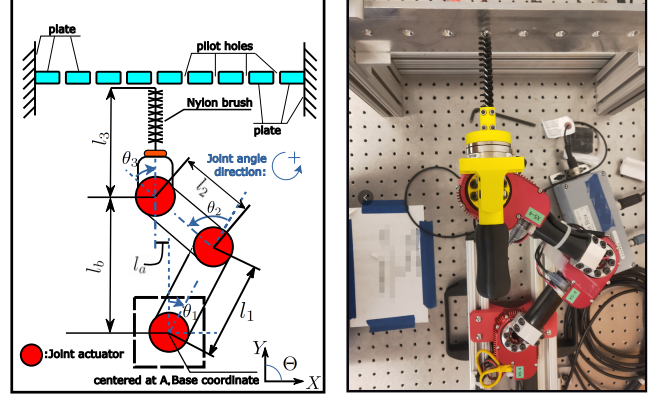 plate
pilot holes
Nylon brush
plate
l3
θ3
Joint angle
direction:
+
l2
θ2
lb
la
θ1
l1
:Joint actuator
Y
Θ
X
centered at A,Base coordinate